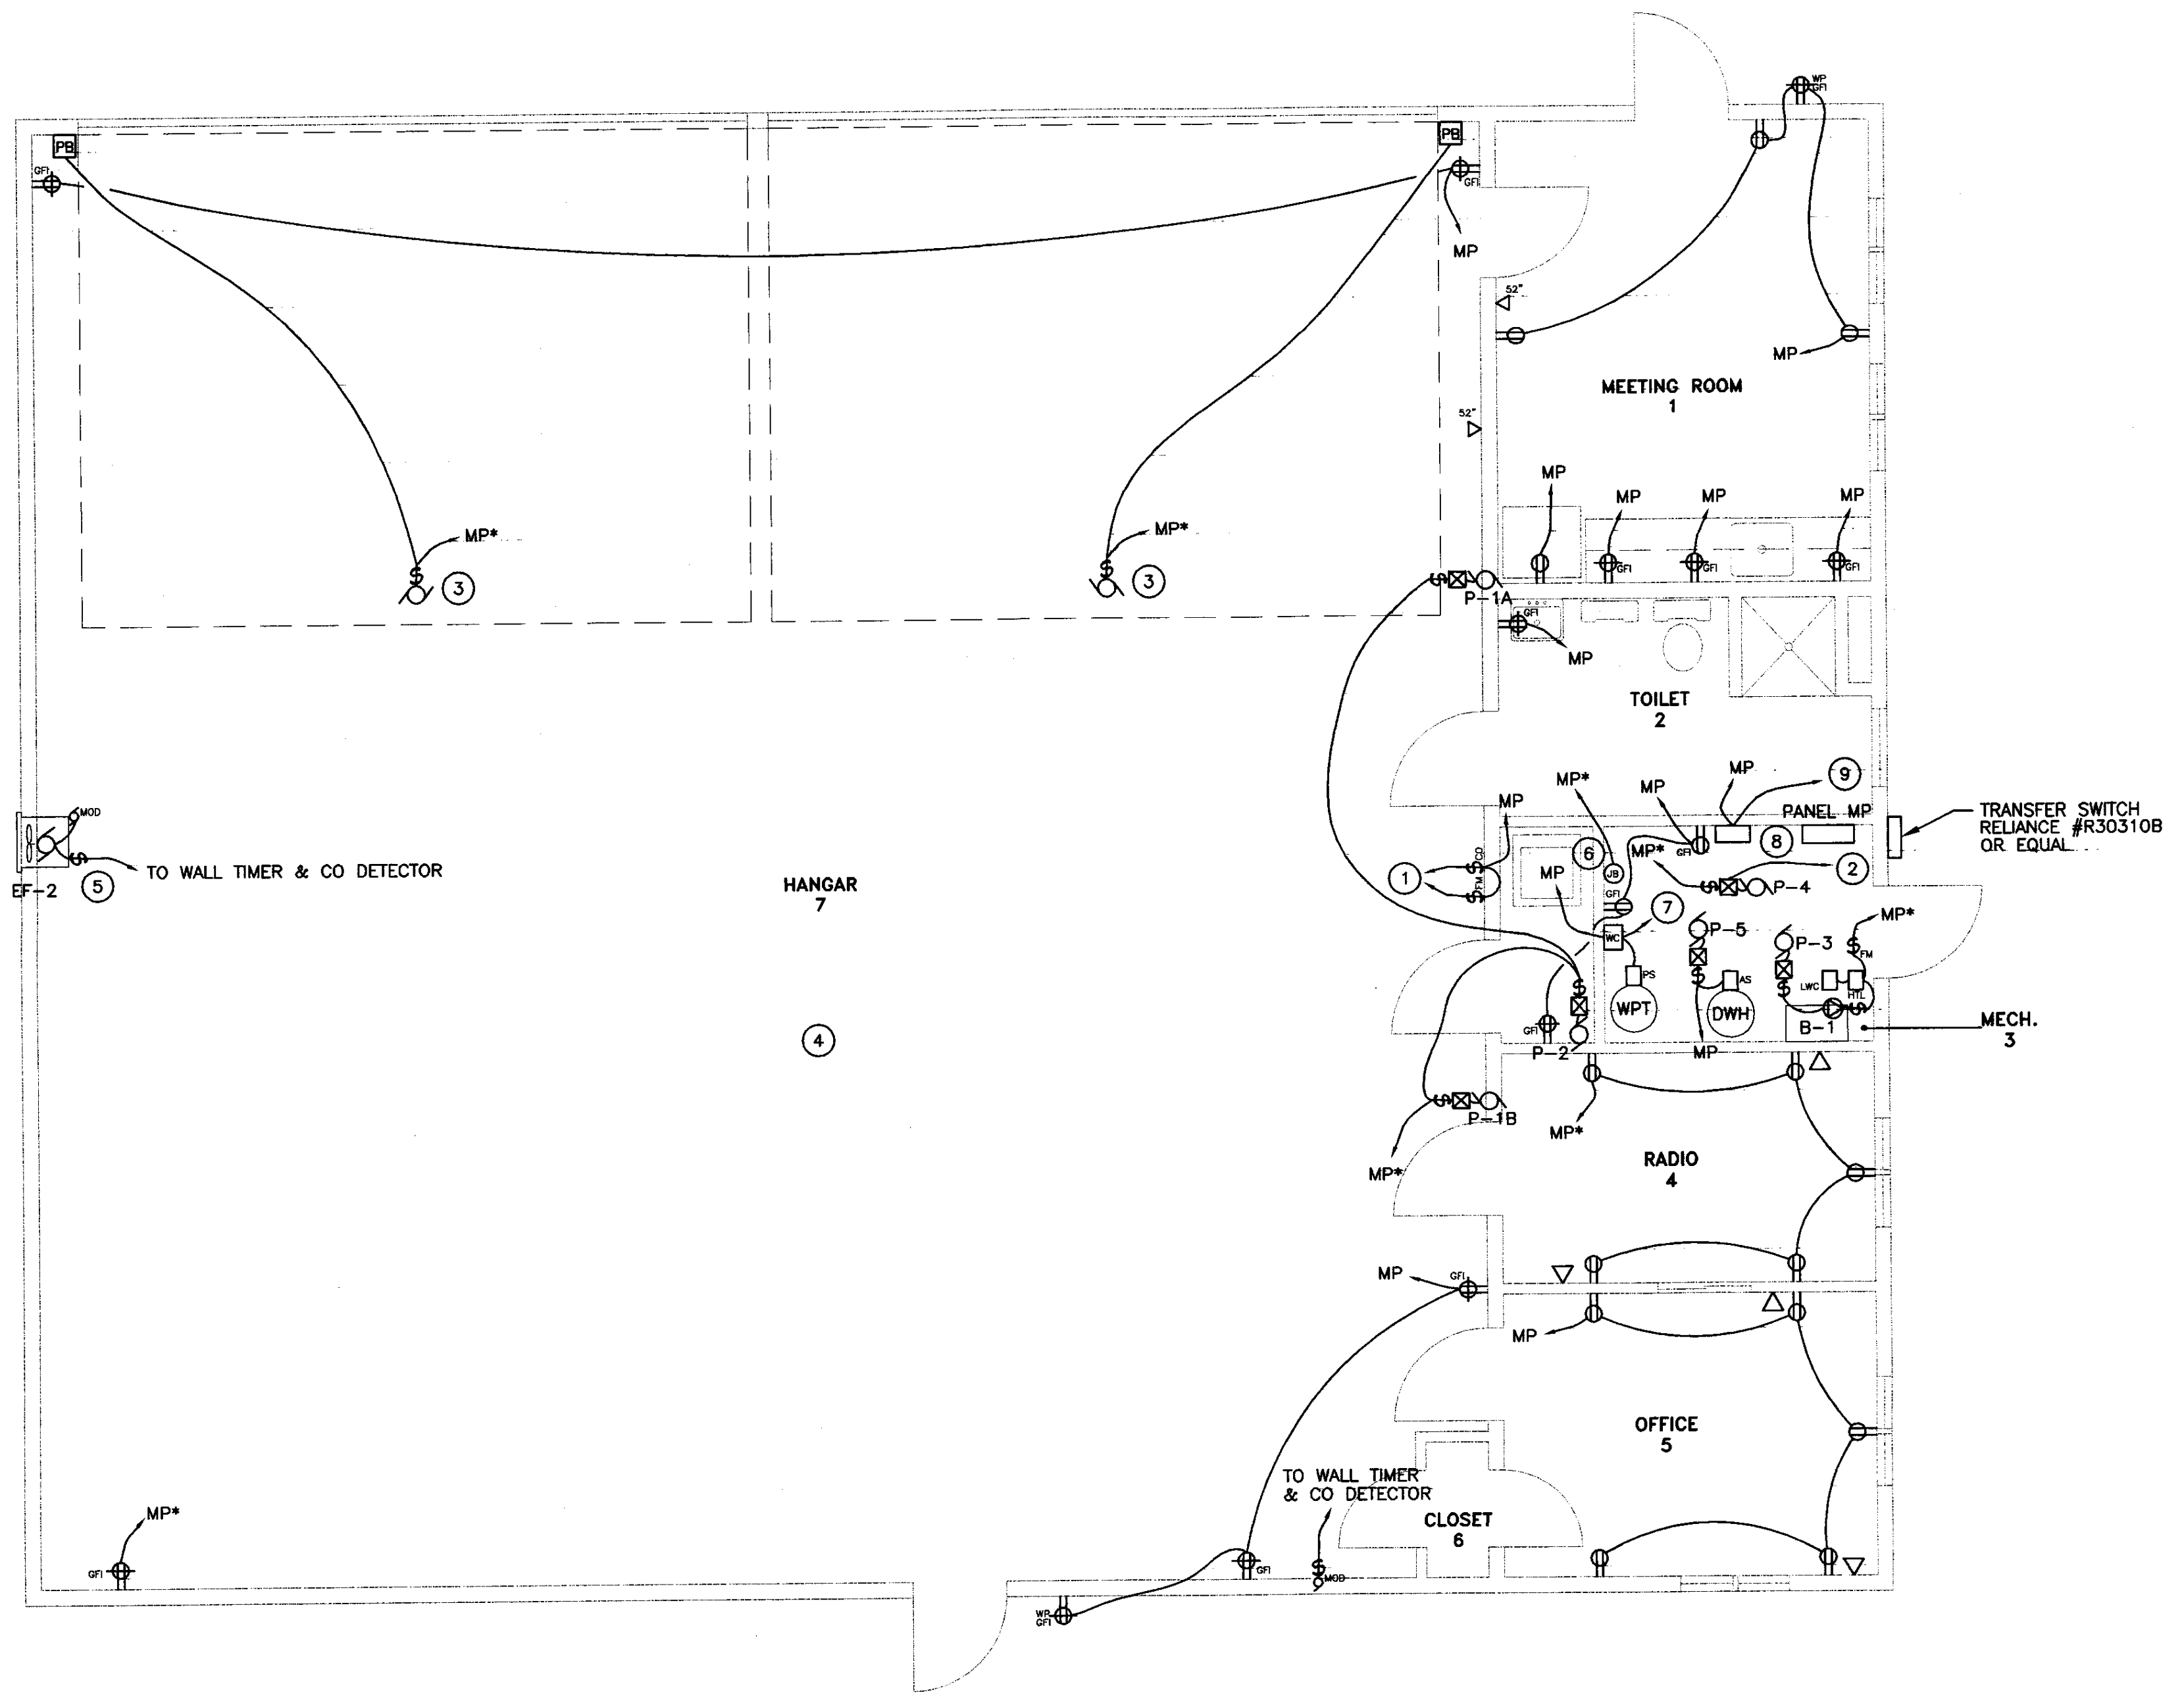 WP
GFI
PB
PB
GFI
GFI
MP
52"
MP
MEETING ROOM
1
52"
MP
MP
MP
MP
MP*
MP*
GFI
GFI
GFI
3
3
P-1A
GFI
MP
TOILET
2
MP*
MP
MP
9
MP
PANEL MP
TRANSFER SWITCH
RELIANCE #R30310B
OR EQUAL
MOD
TO WALL TIMER & CO DETECTOR
EF-2
5
HANGAR
7
1
CO
FM
6
MP*
GFI
8
2
MP
JB
P-4
GFI
7
WC
P-5
P-3
MP*
FM
PS
AS
LWC
HTL
WPT
DWH
B-1
GFI
P-2
MP
MECH.
3
4
P-1B
MP*
MP*
RADIO
4
MP
GFI
MP
OFFICE
5
TO WALL TIMER
& CO DETECTOR
CLOSET
6
MP*
GFI
GFI
MOD
WP
GFI